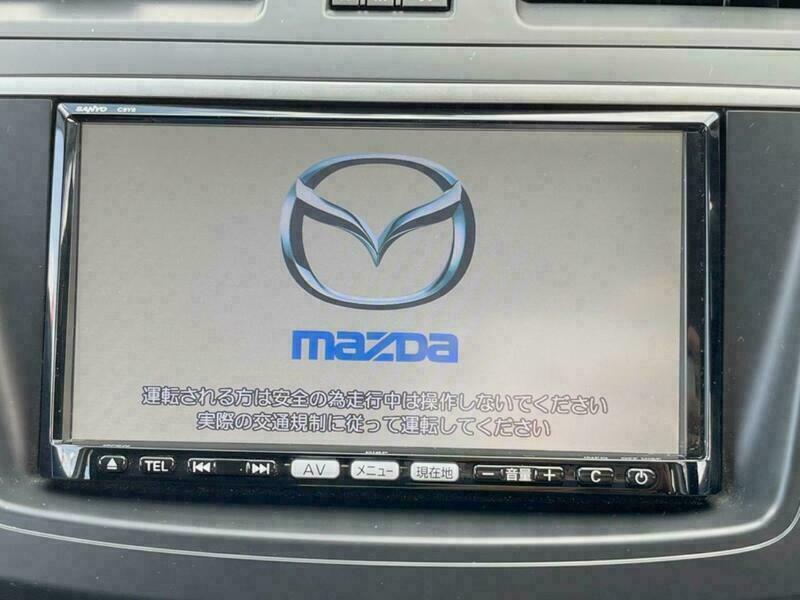 SANYO C9V8
mazda
運転される方は安全の為走行中は操作しないでください
実際の交通規制に従って運転してください
TEL AV メニュー 現在地 − 音量 + C